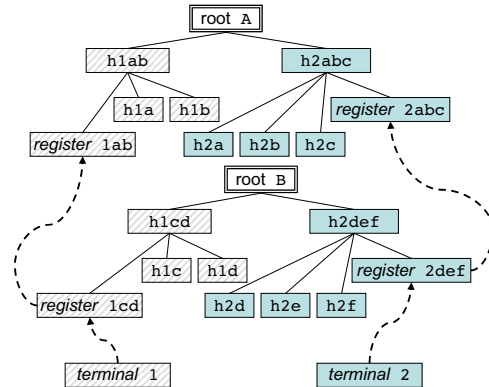 root A
h1ab
h2abc
h1a
h1b
register 2abc
register 1ab
h2a
h2b
h2c
root B
h1cd
h2def
h1c
h1d
register 2def
register 1cd
h2d
h2e
h2f
terminal 1
terminal 2